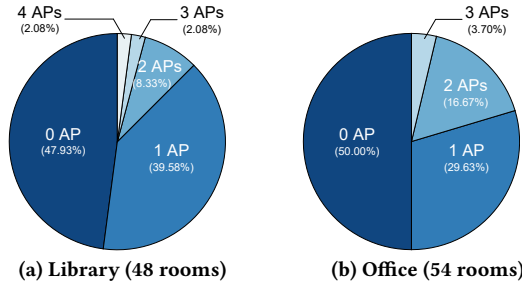 4 APs
(2.08%)
3 APs
(2.08%)
2 APs
(8.33%)
0 AP
(47.93%)
1 AP
(39.58%)
(a) Library (48 rooms)
3 APs
(3.70%)
2 APs
(16.67%)
0 AP
(50.00%)
1 AP
(29.63%)
(b) Office (54 rooms)